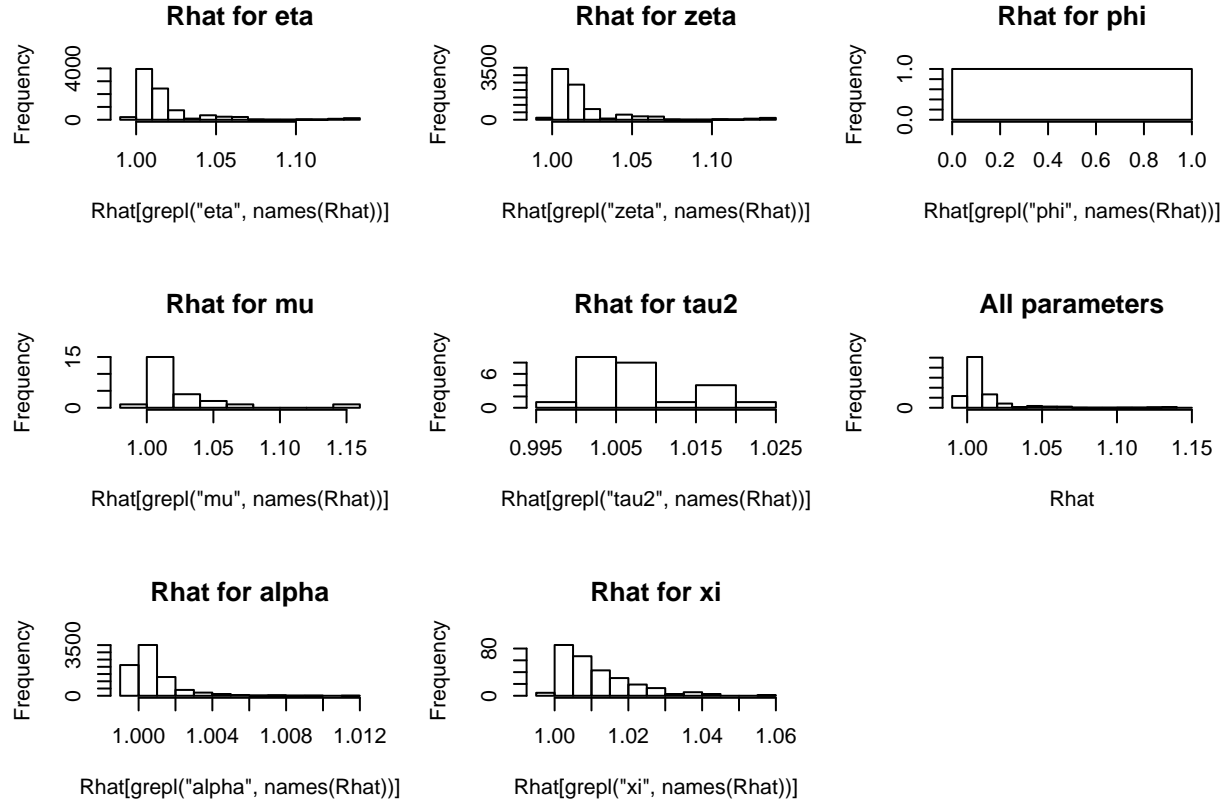 Rhat for eta
Frequency
0
4000
1.00 1.05 1.10
Rhat[grepl("eta", names(Rhat))]
Rhat for zeta
Frequency
0
3500
1.00 1.05 1.10
Rhat[grepl("zeta", names(Rhat))]
Rhat for phi
Frequency
0.0
1.0
0.0 0.2 0.4 0.6 0.8 1.0
Rhat[grepl("phi", names(Rhat))]
Rhat for mu
Frequency
0
15
1.00 1.05 1.10 1.15
Rhat[grepl("mu", names(Rhat))]
Rhat for tau2
Frequency
0
6
0.995 1.005 1.015 1.025
Rhat[grepl("tau2", names(Rhat))]
All parameters
Frequency
0
1.00 1.05 1.10 1.15
Rhat
Rhat for alpha
Frequency
0
3500
1.000 1.004 1.008 1.012
Rhat[grepl("alpha", names(Rhat))]
Rhat for xi
Frequency
0
80
1.00 1.02 1.04 1.06
Rhat[grepl("xi", names(Rhat))]